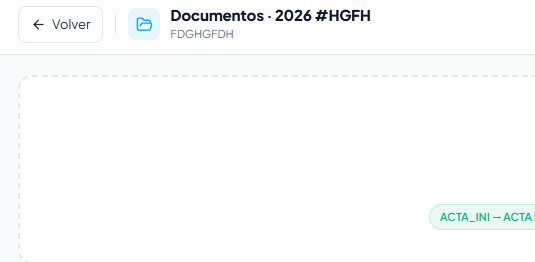 Volver
Documentos · 2026 #HGFH
FDGHGFDH
ACTA_INI → ACTA